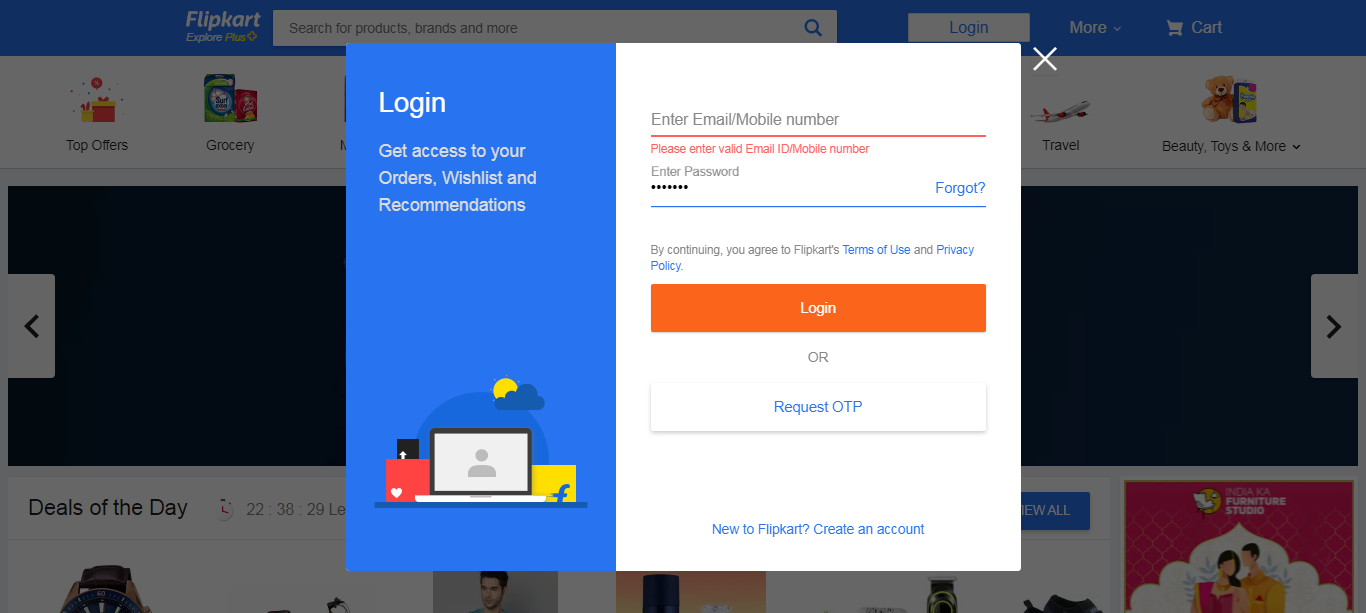 Flipkart
Explore Plus
Search for products, brands and more
Login
More
Cart
Top Offers
Grocery
M
Travel
Beauty, Toys & More
Login
Get access to your
Orders, Wishlist and
Recommendations
Enter Email/Mobile number
Please enter valid Email ID/Mobile number
Enter Password
•••••••
Forgot?
By continuing, you agree to Flipkart's Terms of Use and Privacy
Policy.
Login
OR
Request OTP
New to Flipkart? Create an account
Deals of the Day
22 : 38 : 29 Le
IEW ALL
INDIA KA
FURNITURE
STUDIO